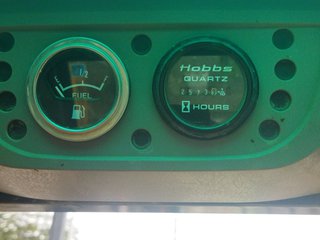 E 1/2 F
FUEL
Hobbs
QUARTZ
HOURS